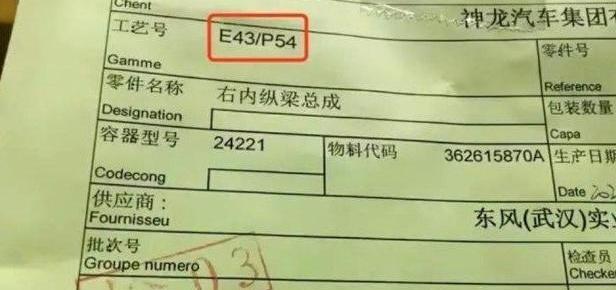 Client 神龙汽车集团有
工艺号 E43/P54 零件号
Gamme Reference
零件名称 右内纵梁总成 包装数量
Designation Capa
容器型号 24221 物料代码 362615870A 生产日期
Codecong Date
供应商： 东风(武汉)实业
Fournisseu
批次号 检查员
Groupe numero
03